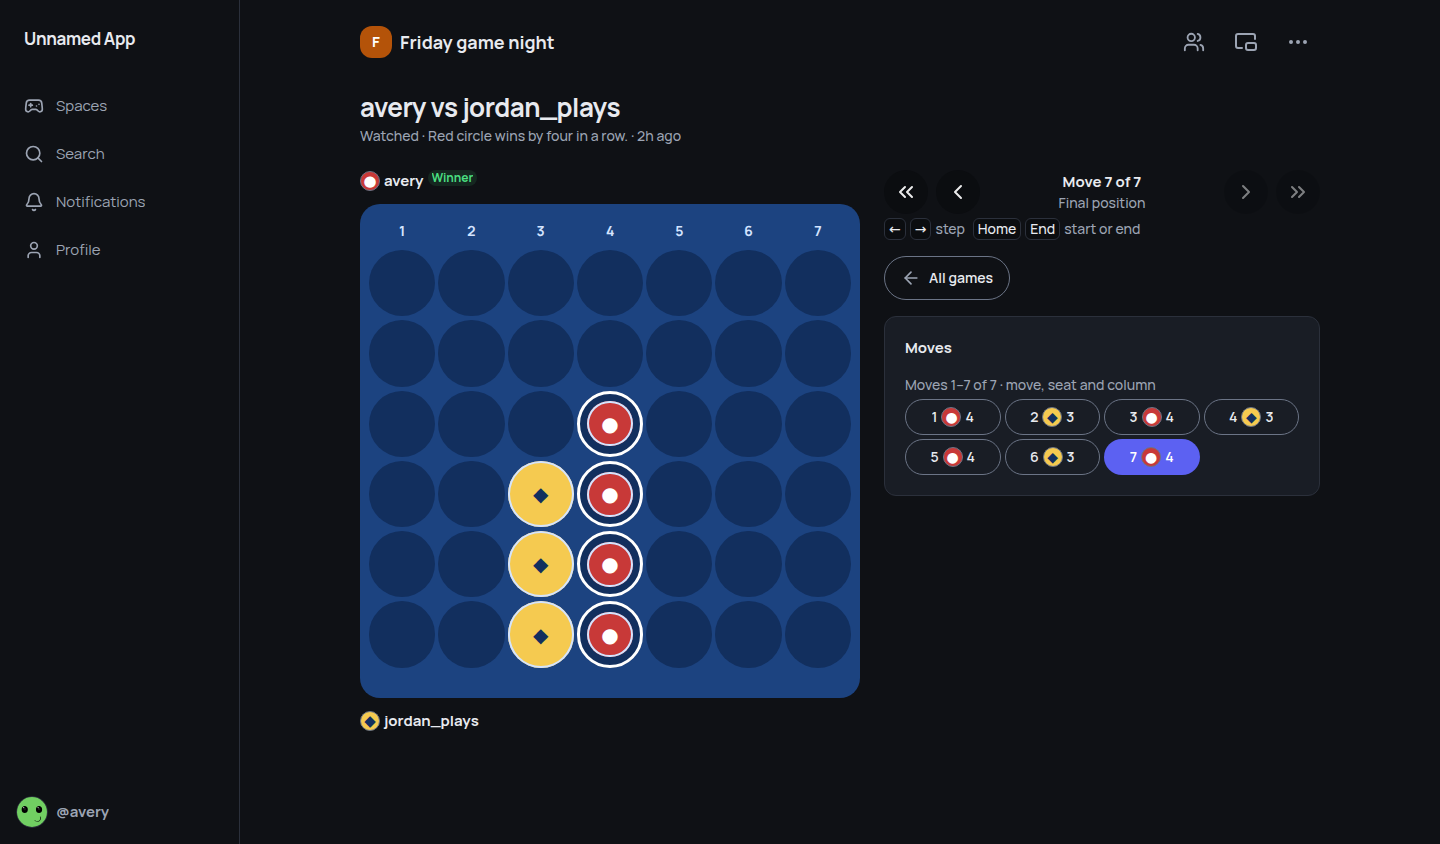 Unnamed App
Spaces
Search
Notifications
Profile
@avery
F Friday game night
avery vs jordan_plays
Watched · Red circle wins by four in a row. · 2h ago
avery Winner
1 2 3 4 5 6 7
jordan_plays
Move 7 of 7
Final position
← → step Home End start or end
All games
Moves
Moves 1–7 of 7 · move, seat and column
1 4 2 3 3 4 4 3
5 4 6 3 7 4